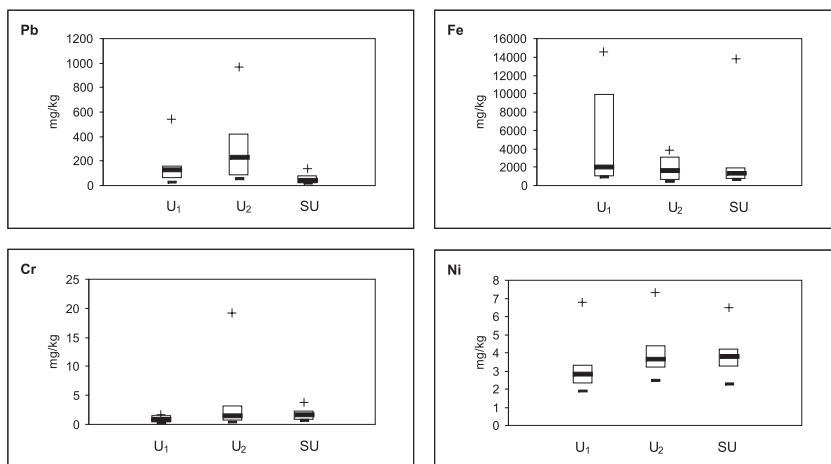 Pb
1200
1000
800
600
400
200
0
mg/kg
U₁ U₂ SU
Fe
16000
14000
12000
10000
8000
6000
4000
2000
0
mg/kg
U₁ U₂ SU
Cr
25
20
15
10
5
0
mg/kg
U₁ U₂ SU
Ni
8
7
6
5
4
3
2
1
0
mg/kg
U₁ U₂ SU